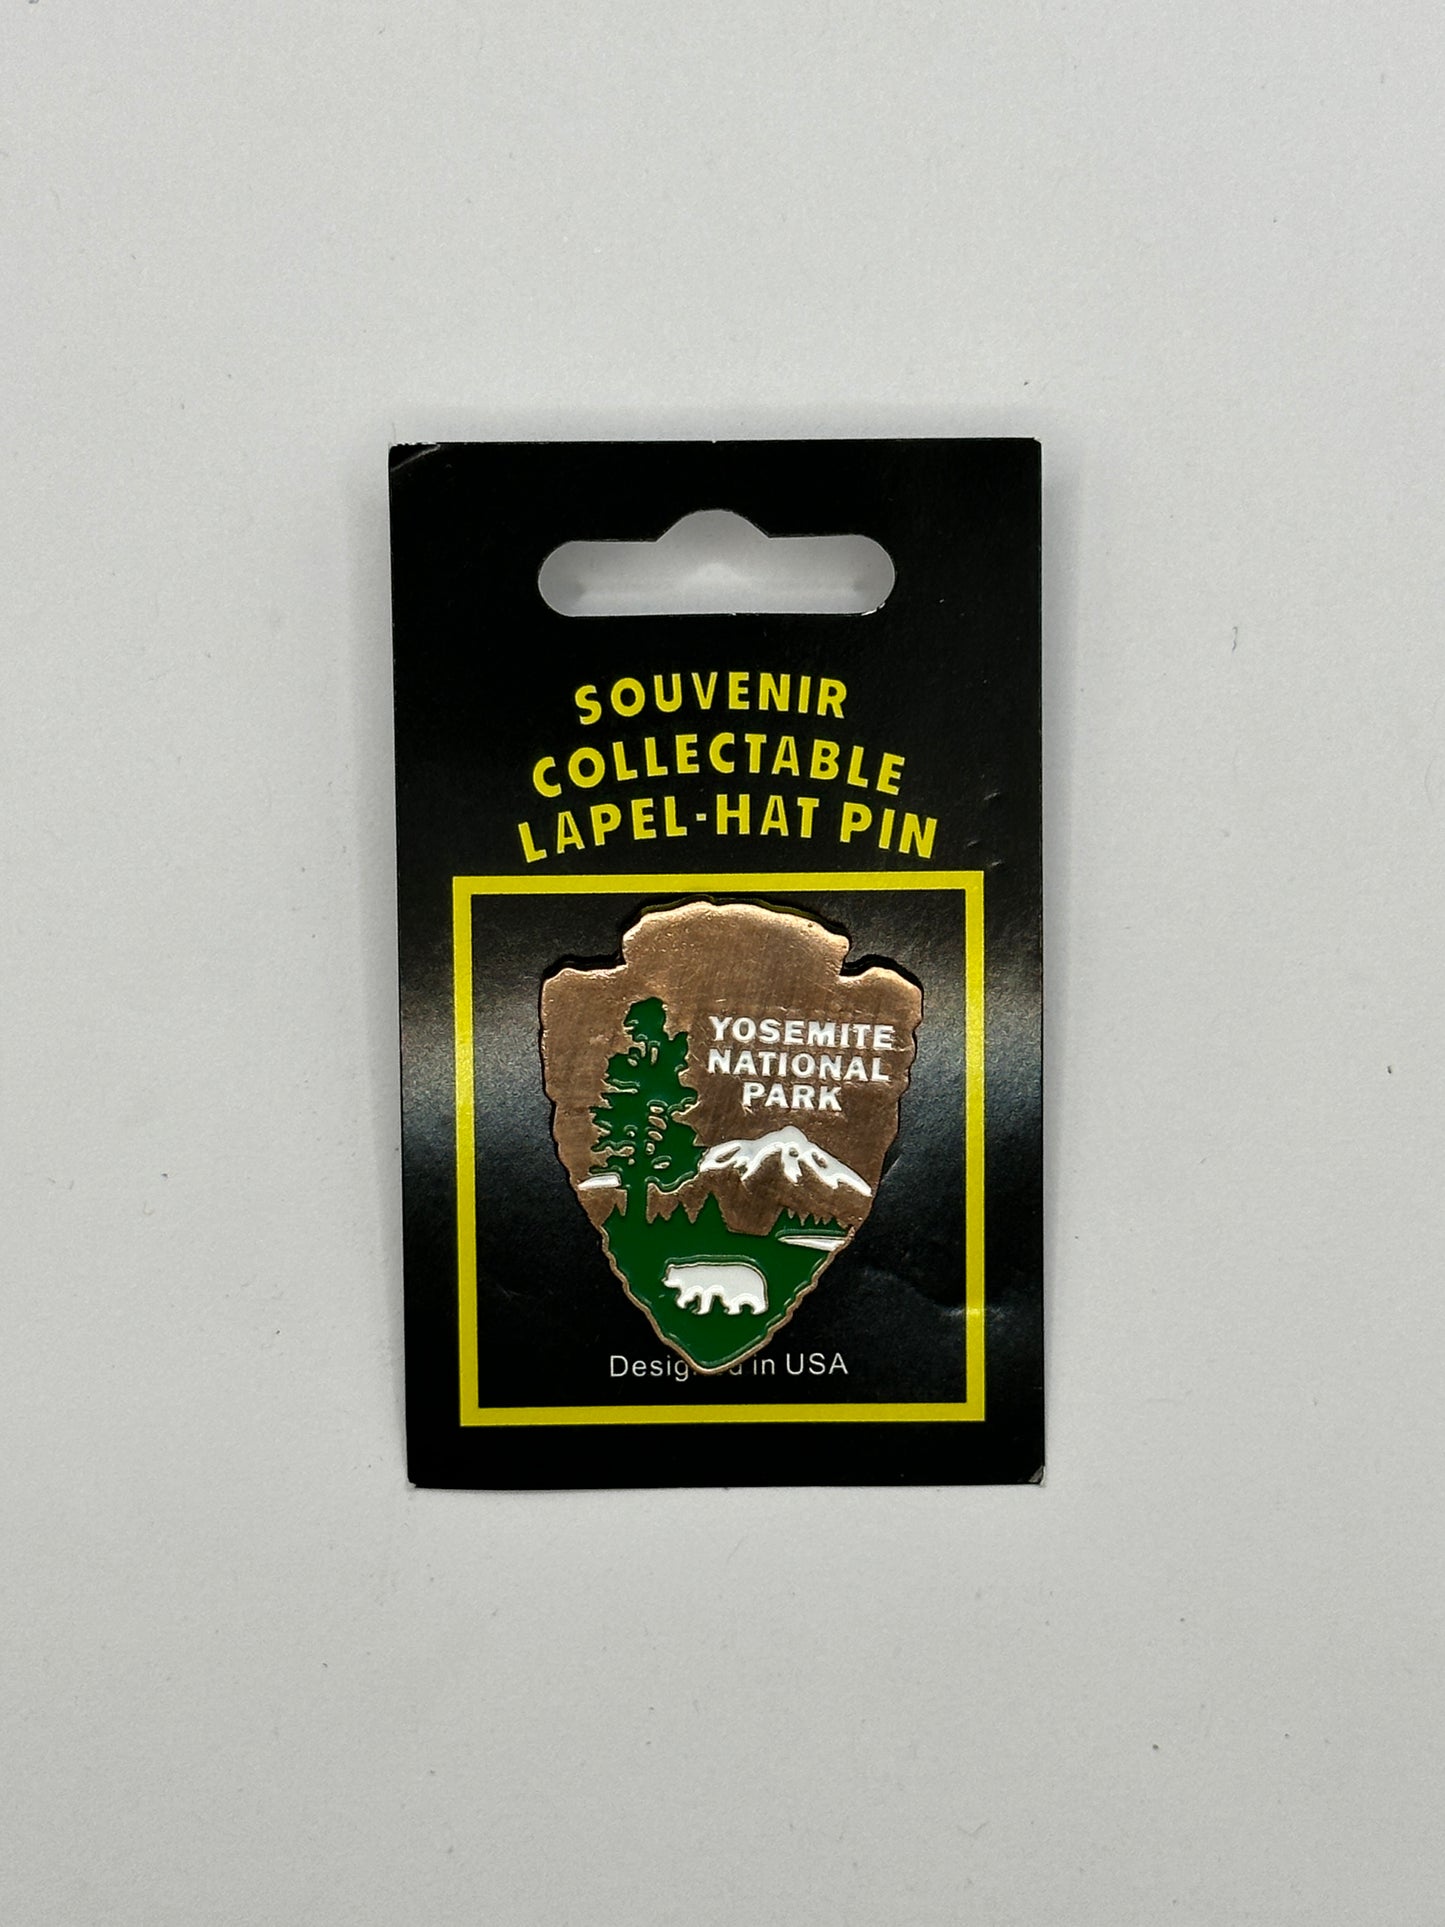 SOUVENIR
COLLECTABLE
LAPEL-HAT PIN
YOSEMITE
NATIONAL
PARK
in USA